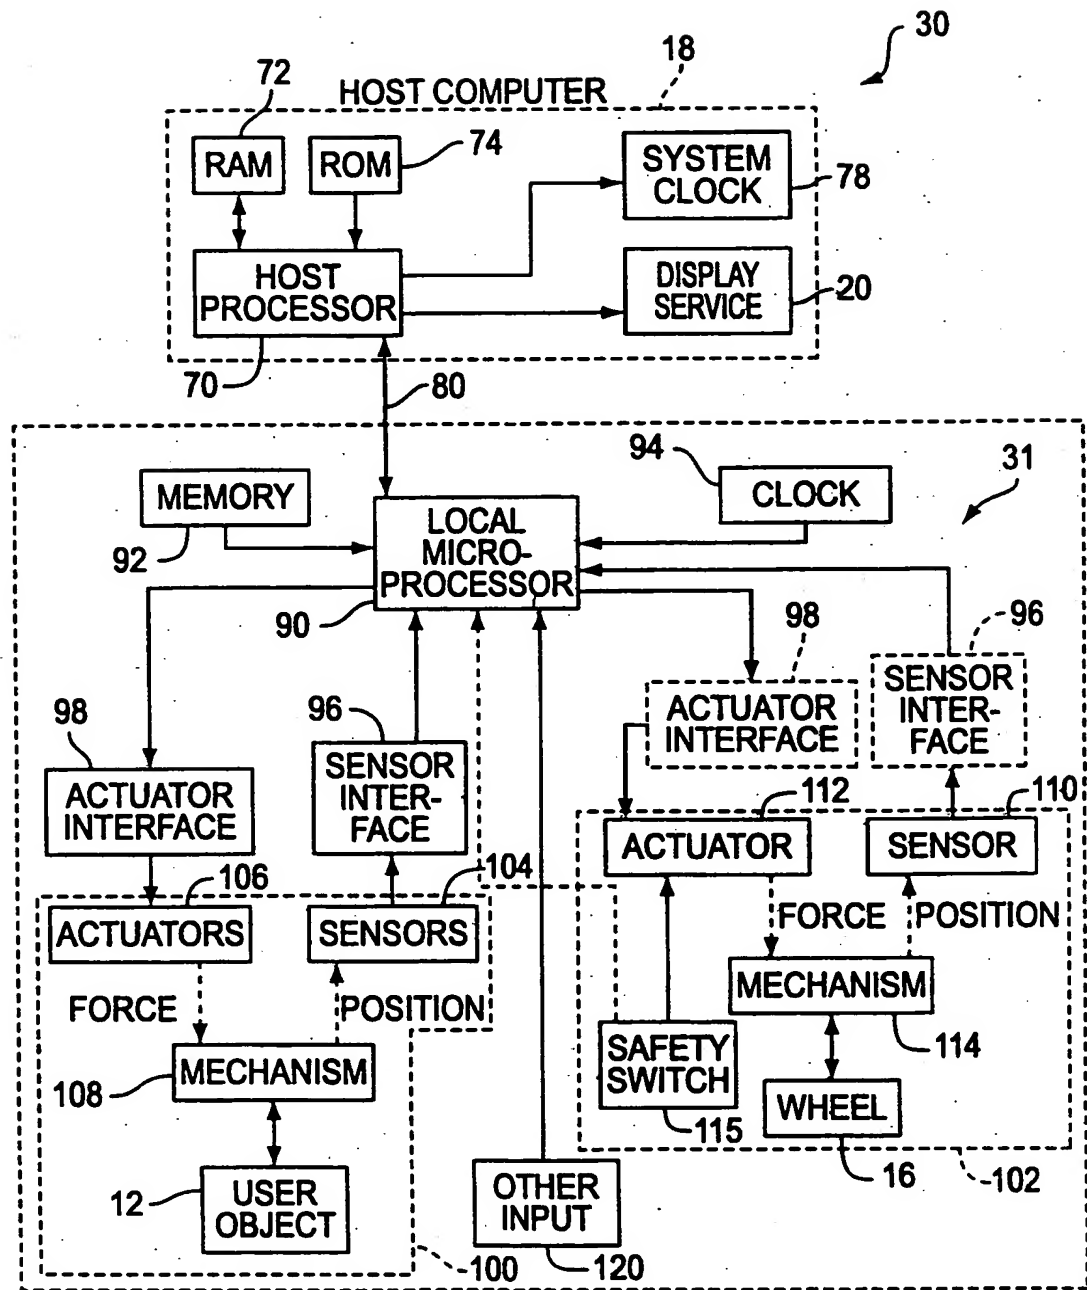 30
18
HOST COMPUTER
72
RAM
ROM
74
SYSTEM
CLOCK
78
HOST
PROCESSOR
DISPLAY
SERVICE
20
70
80
31
94
MEMORY
92
CLOCK
LOCAL
MICRO-
PROCESSOR
90
98
ACTUATOR
INTERFACE
96
SENSOR
INTER-
FACE
98
ACTUATOR
INTERFACE
96
SENSOR
INTER-
FACE
112
110
ACTUATOR
SENSOR
106
104
ACTUATORS
SENSORS
FORCE
POSITION
FORCE
POSITION
MECHANISM
114
MECHANISM
108
SAFETY
SWITCH
115
WHEEL
16
102
12
USER
OBJECT
100
OTHER
INPUT
120